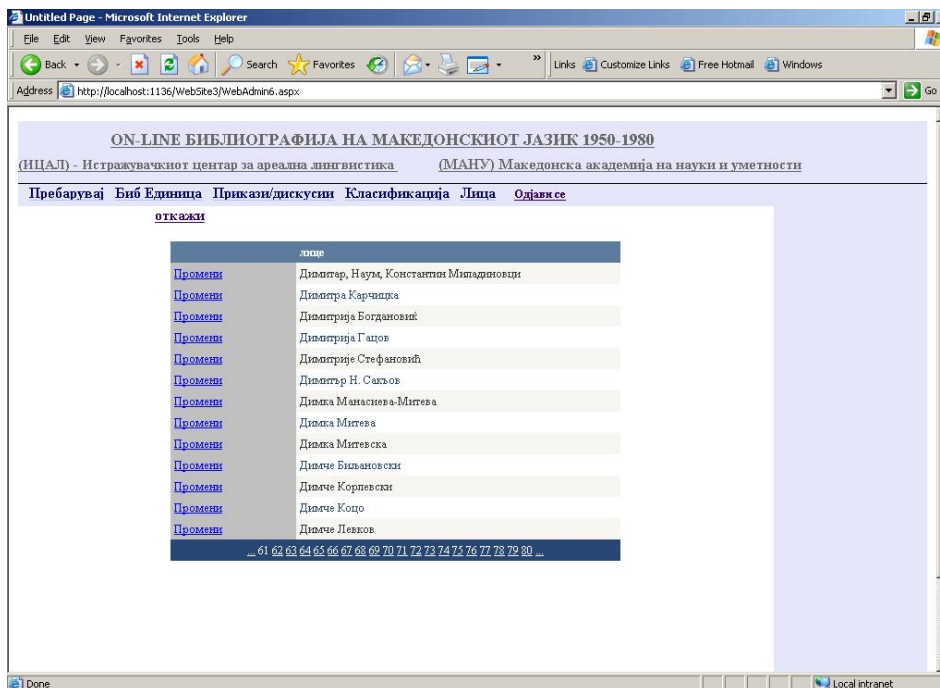 Untitled Page - Microsoft Internet Explorer
File Edit View Favorites Tools Help
Back Search Favorites » Links Customize Links Free Hotmail Windows
Address http://localhost:1136/WebSite3/WebAdmin6.aspx Go
ON-LINE БИБЛИОГРАФИЈА НА МАКЕДОНСКИОТ ЈАЗИК 1950-1980
(ИЦАЛ) - Истражувачкиот центар за ареална лингвистика (МАНУ) Македонска академија на науки и уметности
Пребарувај Биб Единица Прикази/дискусии Класификација Лица Одјави се
откажи
лице
Промени Димитар, Наум, Константин Миладиновци
Промени Димитра Карчицка
Промени Димитрија Богдановиќ
Промени Димитрија Гацов
Промени Димитрије Стефановић
Промени Димитър Н. Сакъов
Промени Димка Манасиева-Митева
Промени Димка Митева
Промени Димка Митевска
Промени Димче Биљановски
Промени Димче Корлевски
Промени Димче Коцо
Промени Димче Левков
... 61 62 63 64 65 66 67 68 69 70 71 72 73 74 75 76 77 78 79 80 ...
Done Local intranet